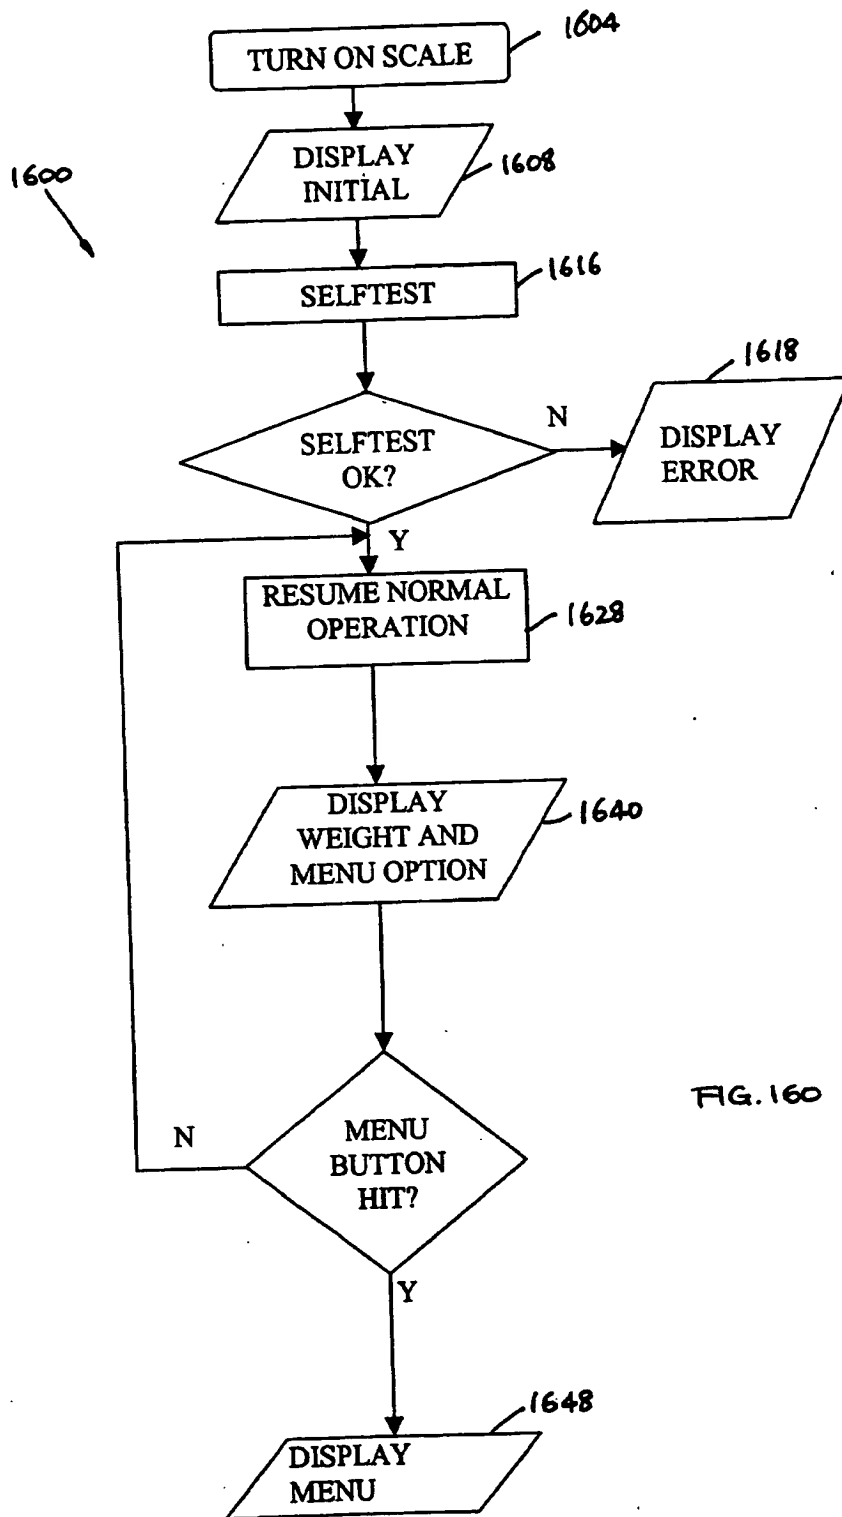 TURN ON SCALE
1604
DISPLAY
INITIAL
1608
1600
SELFTEST
1616
1618
SELFTEST
OK?
N
DISPLAY
ERROR
Y
RESUME NORMAL
OPERATION
1628
DISPLAY
WEIGHT AND
MENU OPTION
1640
MENU
BUTTON
HIT?
N
FIG. 160
Y
1648
DISPLAY
MENU